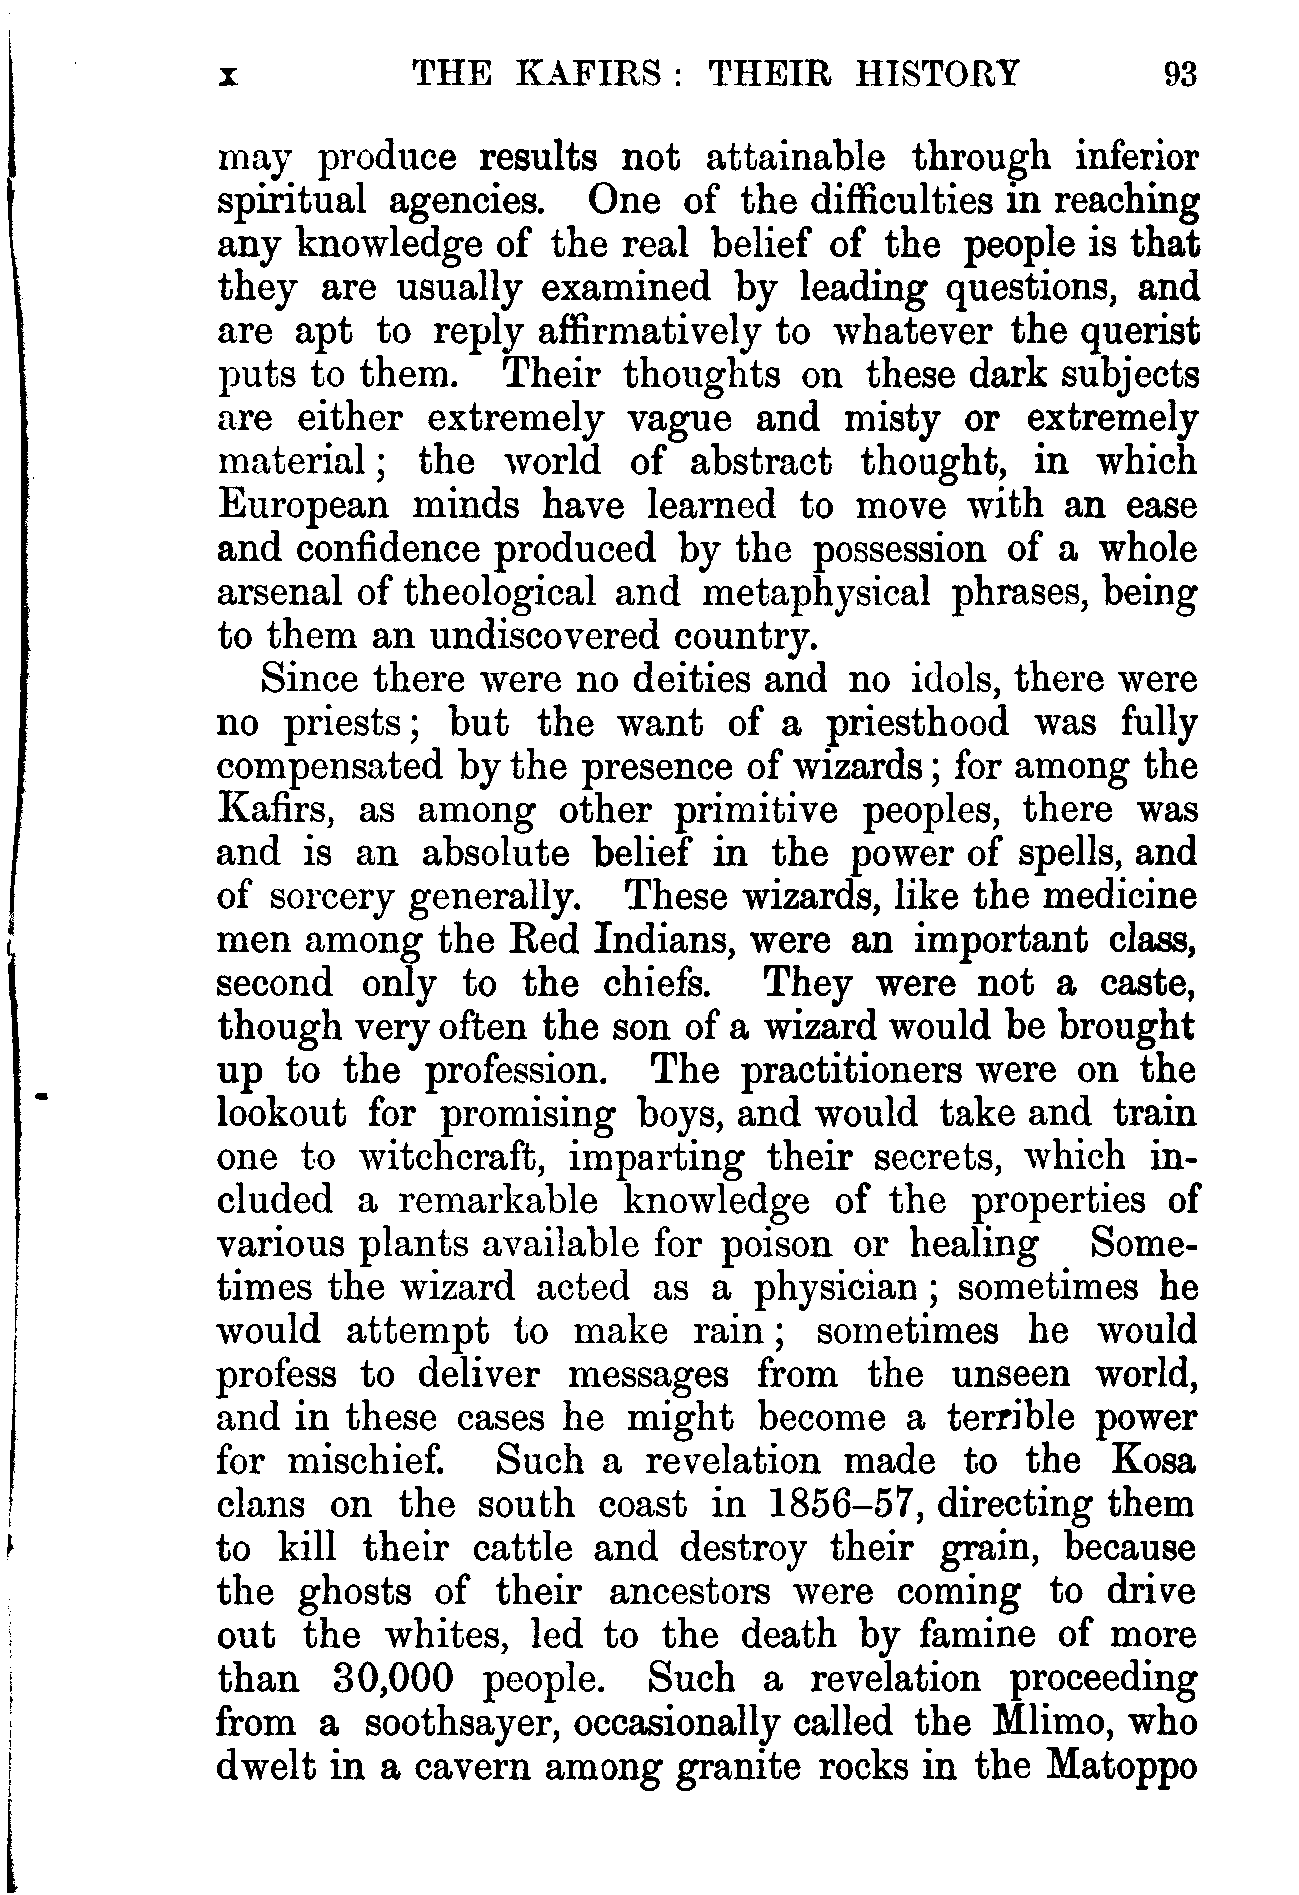 x THE KAFIRS : THEIR HISTORY 93
may produce results not attainable through inferior
spiritual agencies. One of the difficulties in reaching
any knowledge of the real belief of the people is that
they are usually examined by leading questions, and
are apt to reply affirmatively to whatever the querist
puts to them. Their thoughts on these dark subjects
are either extremely vague and misty or extremely
material ; the world of abstract thought, in which
European minds have learned to move with an ease
and confidence produced by the possession of a whole
arsenal of theological and metaphysical phrases, being
to them an undiscovered country.
Since there were no deities and no idols, there were
no priests ; but the want of a priesthood was fully
compensated by the presence of wizards ; for among the
Kafirs, as among other primitive peoples, there was
and is an absolute belief in the power of spells, and
of sorcery generally. These wizards, like the medicine
men among the Red Indians, were an important class,
second only to the chiefs. They were not a caste,
though very often the son of a wizard would be brought
up to the profession. The practitioners were on the
lookout for promising boys, and would take and train
one to witchcraft, imparting their secrets, which in-
cluded a remarkable knowledge of the properties of
various plants available for poison or healing Some-
times the wizard acted as a physician ; sometimes he
would attempt to make rain ; sometimes he would
profess to deliver messages from the unseen world,
and in these cases he might become a terrible power
for mischief. Such a revelation made to the Kosa
clans on the south coast in 1856–57, directing them
to kill their cattle and destroy their grain, because
the ghosts of their ancestors were coming to drive
out the whites, led to the death by famine of more
than 30,000 people. Such a revelation proceeding
from a soothsayer, occasionally called the Mlimo, who
dwelt in a cavern among granite rocks in the Matoppo